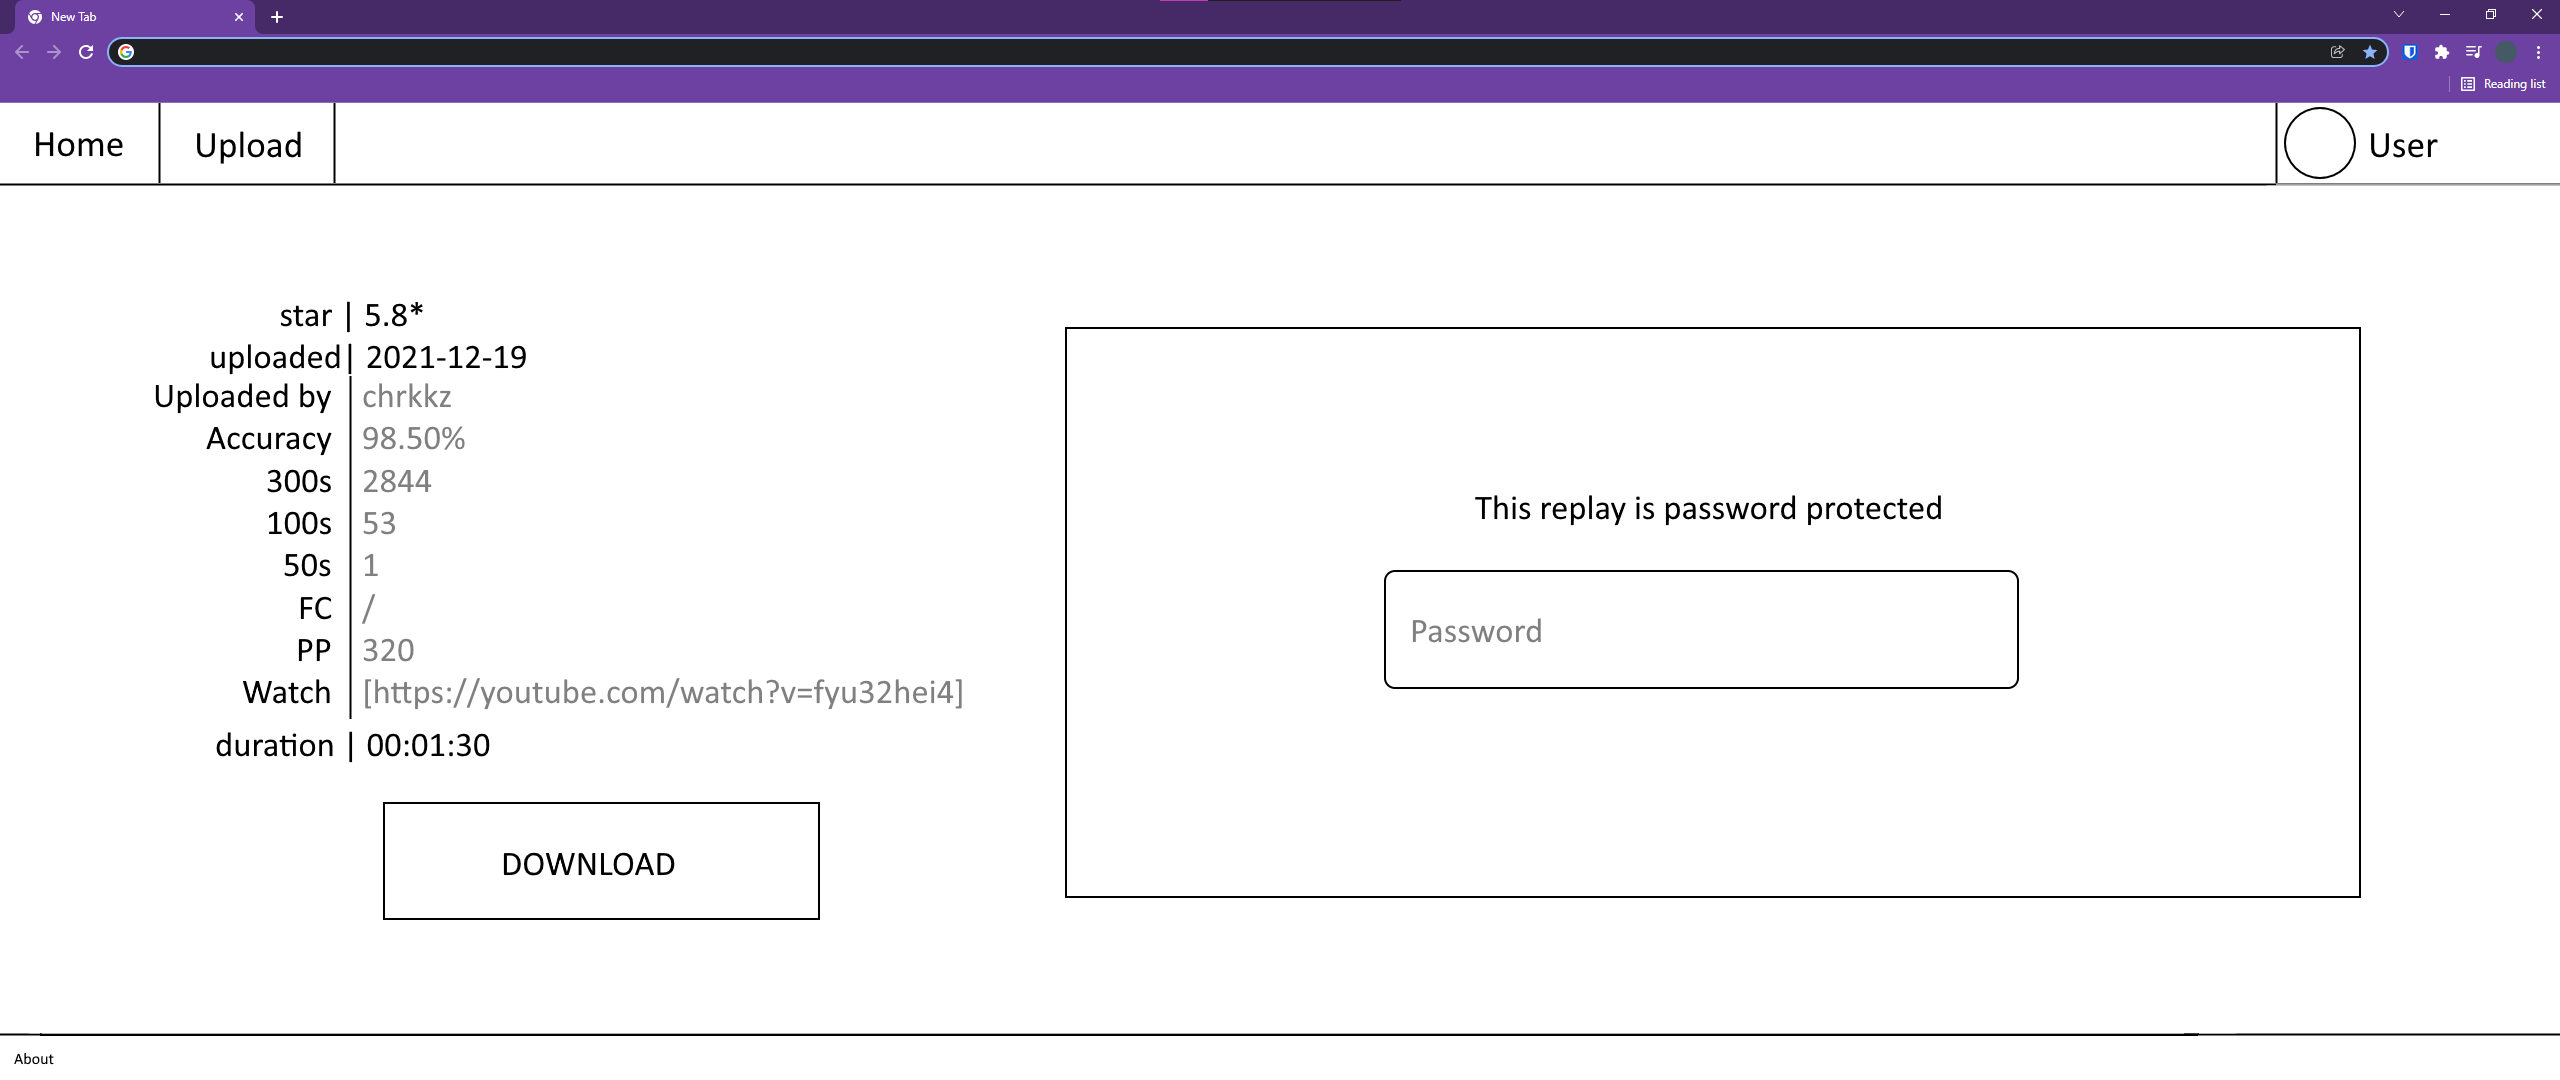 New Tab
Reading list
Home
Upload
User
star | 5.8*
uploaded| 2021-12-19
Uploaded by chrkkz
Accuracy 98.50%
300s 2844
100s 53
50s 1
FC /
PP 320
Watch [https://youtube.com/watch?v=fyu32hei4]
duration | 00:01:30
DOWNLOAD
This replay is password protected
Password
About